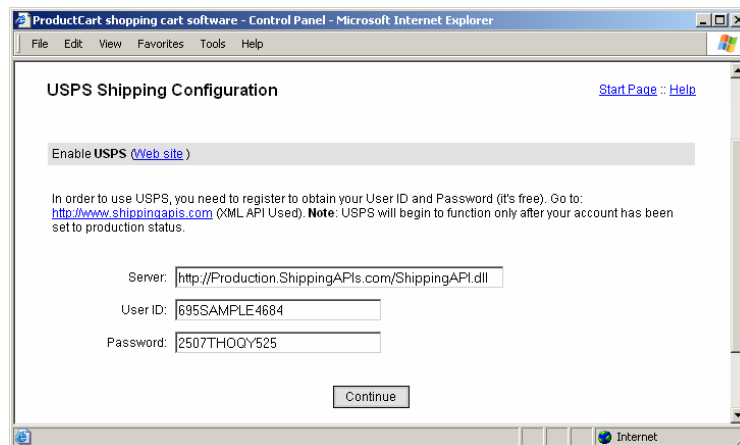 ProductCart shopping cart software - Control Panel - Microsoft Internet Explorer
File Edit View Favorites Tools Help
USPS Shipping Configuration
Start Page :: Help
Enable USPS (Web site )
In order to use USPS, you need to register to obtain your User ID and Password (it's free). Go to:
http://www.shippingapis.com (XML API Used). Note: USPS will begin to function only after your account has been
set to production status.
Server: http://Production.ShippingAPIs.com/ShippingAPI.dll
User ID: 695SAMPLE4684
Password: 2507THOQY525
Continue
Internet